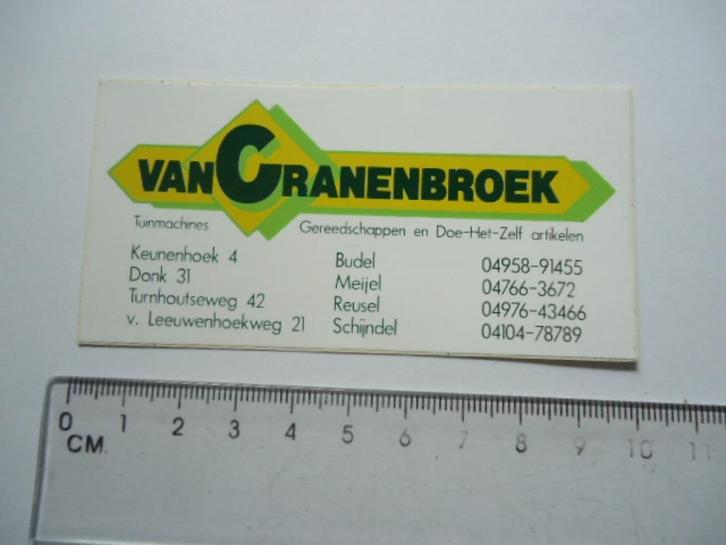 VAN CRANENBROEK
Tuinmachines Gereedschappen en Doe-Het-Zelf artikelen
Keunenhoek 4 Budel 04958-91455
Donk 31 Meijel 04766-3672
Turnhoutseweg 42 Reusel 04976-43466
v. Leeuwenhoekweg 21 Schijndel 04104-78789
0 1 2 3 4 5 6 7 8 9 10 11
CM